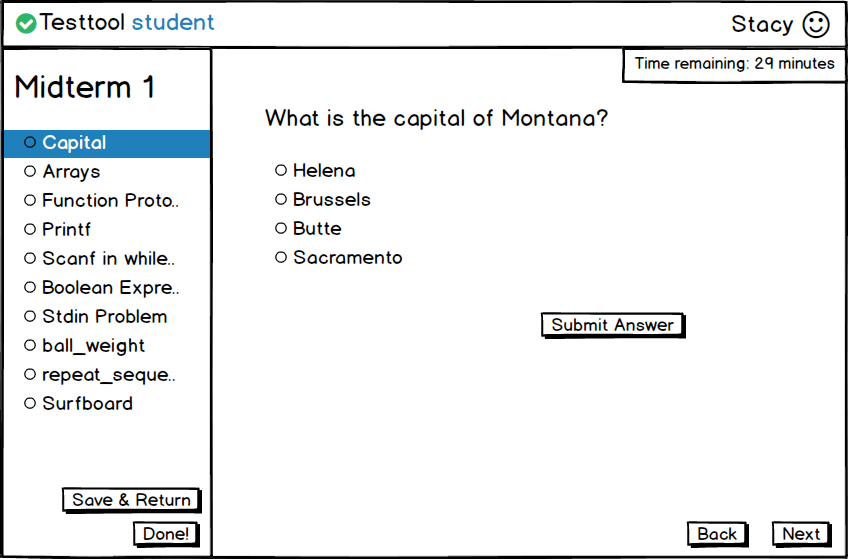 Testtool student
Stacy
Time remaining: 29 minutes
Midterm 1
Capital
Arrays
Function Proto..
Printf
Scanf in while..
Boolean Expre..
Stdin Problem
ball_weight
repeat_seque..
Surfboard
Save & Return
Done!
What is the capital of Montana?
Helena
Brussels
Butte
Sacramento
Submit Answer
Back
Next